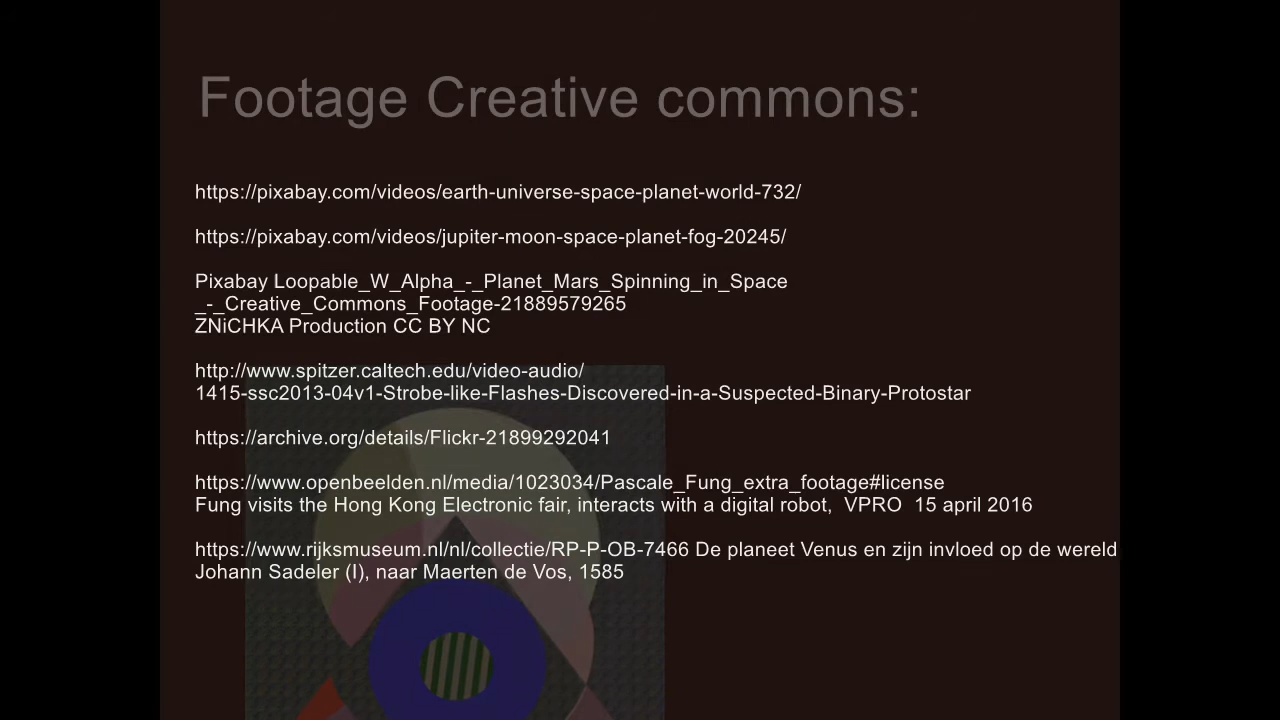 Footage Creative commons:
https://pixabay.com/videos/earth-universe-space-planet-world-732/
https://pixabay.com/videos/jupiter-moon-space-planet-fog-20245/
Pixabay Loopable_W_Alpha_-_Planet_Mars_Spinning_in_Space
_-_Creative_Commons_Footage-21889579265
ZNiCHKA Production CC BY NC
http://www.spitzer.caltech.edu/video-audio/
1415-ssc2013-04v1-Strobe-like-Flashes-Discovered-in-a-Suspected-Binary-Protostar
https://archive.org/details/Flickr-21899292041
https://www.openbeelden.nl/media/1023034/Pascale_Fung_extra_footage#license
Fung visits the Hong Kong Electronic fair, interacts with a digital robot,  VPRO  15 april 2016
https://www.rijksmuseum.nl/nl/collectie/RP-P-OB-7466 De planeet Venus en zijn invloed op de wereld
Johann Sadeler (I), naar Maerten de Vos, 1585